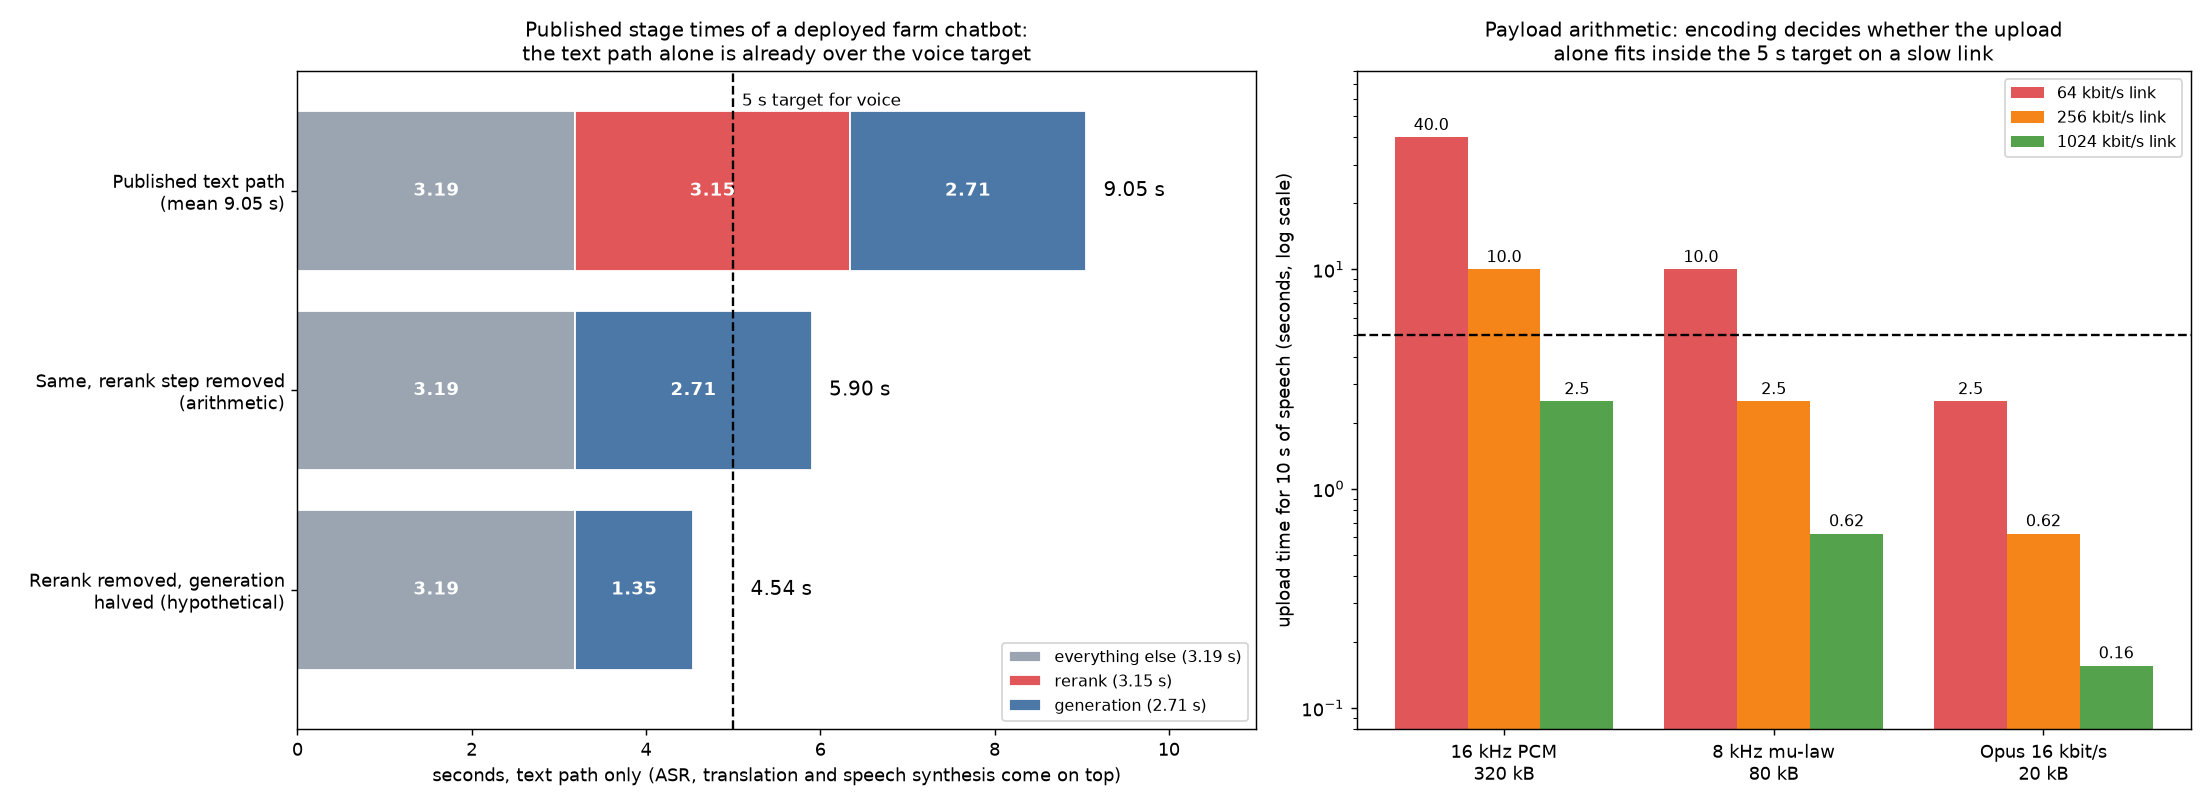 Published stage times of a deployed farm chatbot:
the text path alone is already over the voice target
5 s target for voice
Published text path
(mean 9.05 s)
3.19
3.15
2.71
9.05 s
Same, rerank step removed
(arithmetic)
3.19
2.71
5.90 s
Rerank removed, generation
halved (hypothetical)
3.19
1.35
4.54 s
everything else (3.19 s)
rerank (3.15 s)
generation (2.71 s)
0
2
4
6
8
10
seconds, text path only (ASR, translation and speech synthesis come on top)
Payload arithmetic: encoding decides whether the upload
alone fits inside the 5 s target on a slow link
64 kbit/s link
256 kbit/s link
1024 kbit/s link
upload time for 10 s of speech (seconds, log scale)
10¹
10⁰
10⁻¹
40.0
10.0
2.5
10.0
2.5
0.62
2.5
0.62
0.16
16 kHz PCM
320 kB
8 kHz mu-law
80 kB
Opus 16 kbit/s
20 kB